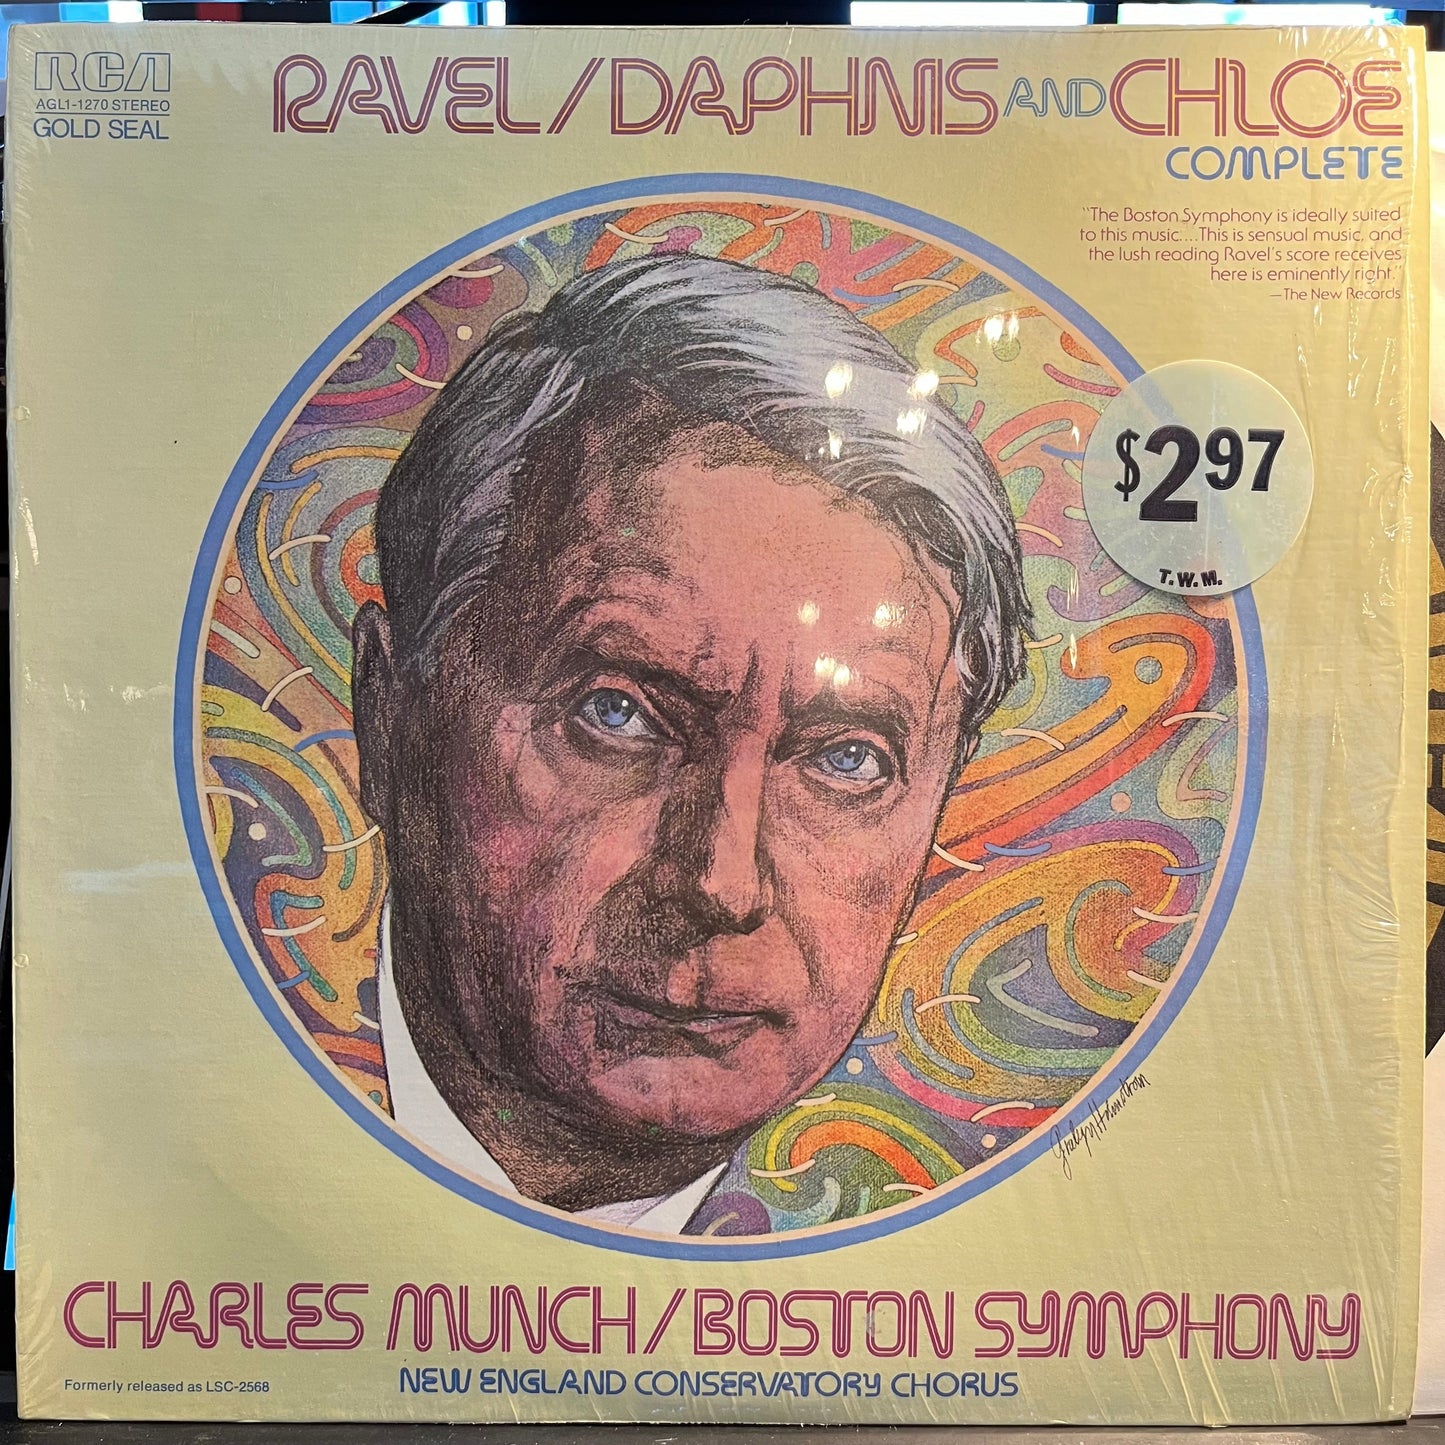 RCA
AGL1-1270 STEREO
GOLD SEAL
RAVEL/DAPHNIS AND CHLOE
COMPLETE
"The Boston Symphony is ideally suited
to this music....This is sensual music, and
the lush reading Ravel's score receives
here is eminently right."
—The New Records
$2.97
T.W.M.
CHARLES MUNCH/BOSTON SYMPHONY
NEW ENGLAND CONSERVATORY CHORUS
Formerly released as LSC-2568